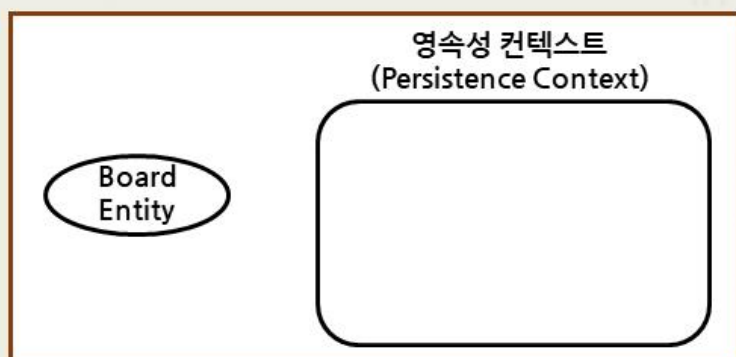 영속성 컨텍스트
(Persistence Context)
Board
Entity